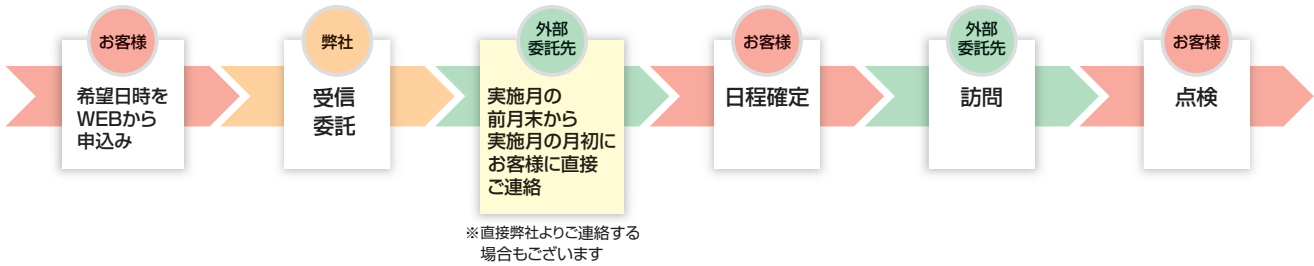 お客様
希望日時を
WEBから
申込み
弊社
受信
委託
外部
委託先
実施月の
前月末から
実施月の月初に
お客様に直接
ご連絡
※直接弊社よりご連絡する
場合もございます
お客様
日程確定
外部
委託先
訪問
お客様
点検